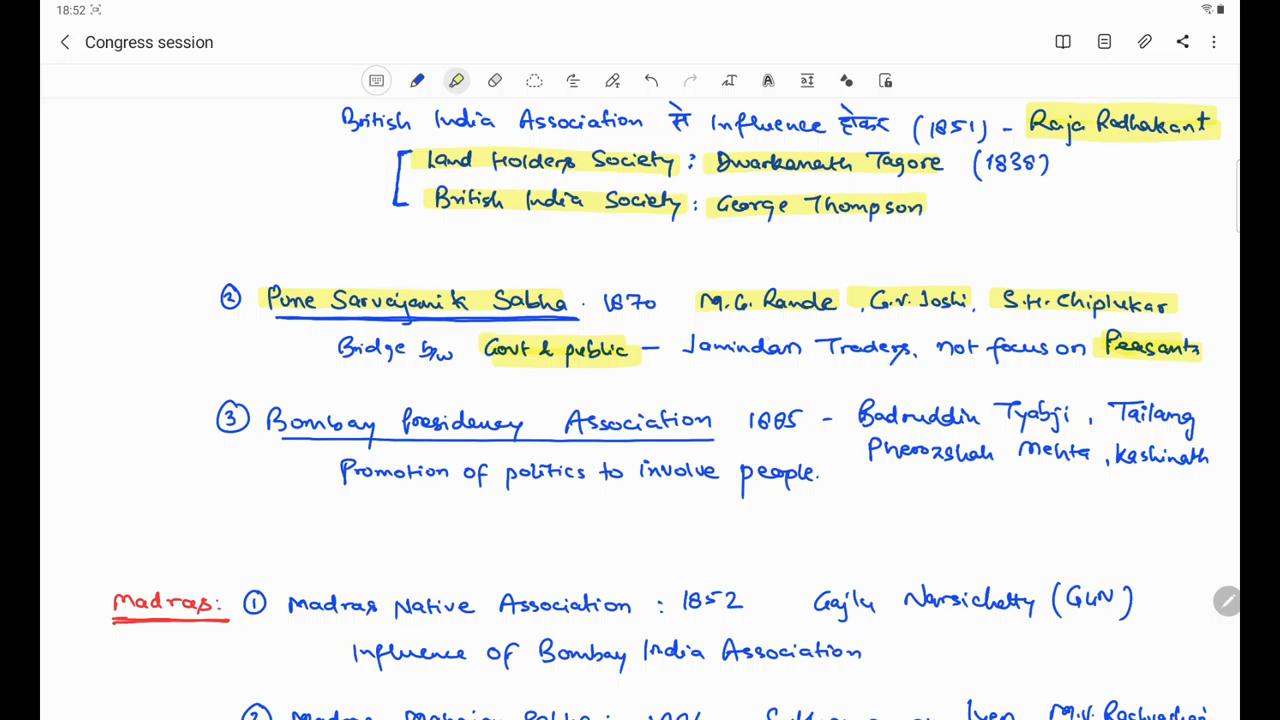 18:52
Congress session
British India Association से Influence होकर (1851) - Raja Radhakant
Land Holders Society : Dwarkanath Tagore (1838)
British India Society : George Thompson
② Pune Sarvajanik Sabha . 1870 M.G. Rande , G.V. Joshi, S.H. Chiplukar
Bridge b/w Govt & public — Jamindar Traders, not focus on Peasants
③ Bombay Presidency Association 1885 - Badruddin Tyabji , Tailang
Pherozshah Mehta , Kashinath
Promotion of politics to involve people.
Madras: ① Madras Native Association : 1852 Gajlu Narsichetty (GLN)
Influence of Bombay India Association